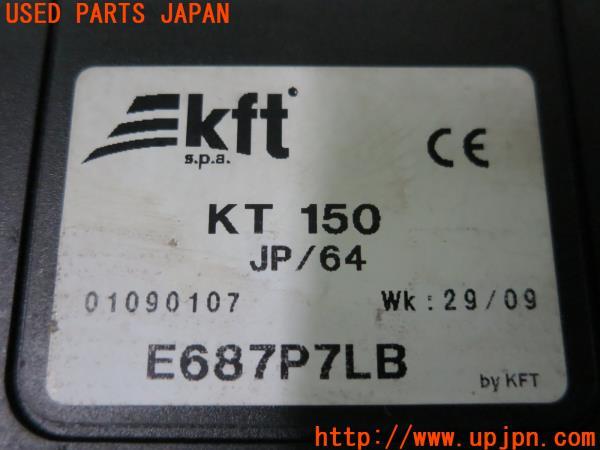 USED PARTS JAPAN
kft
s.p.a.
CE
KT 150
JP/64
01090107 Wk:29/09
E687P7LB
by KFT
http://www.upjpn.com